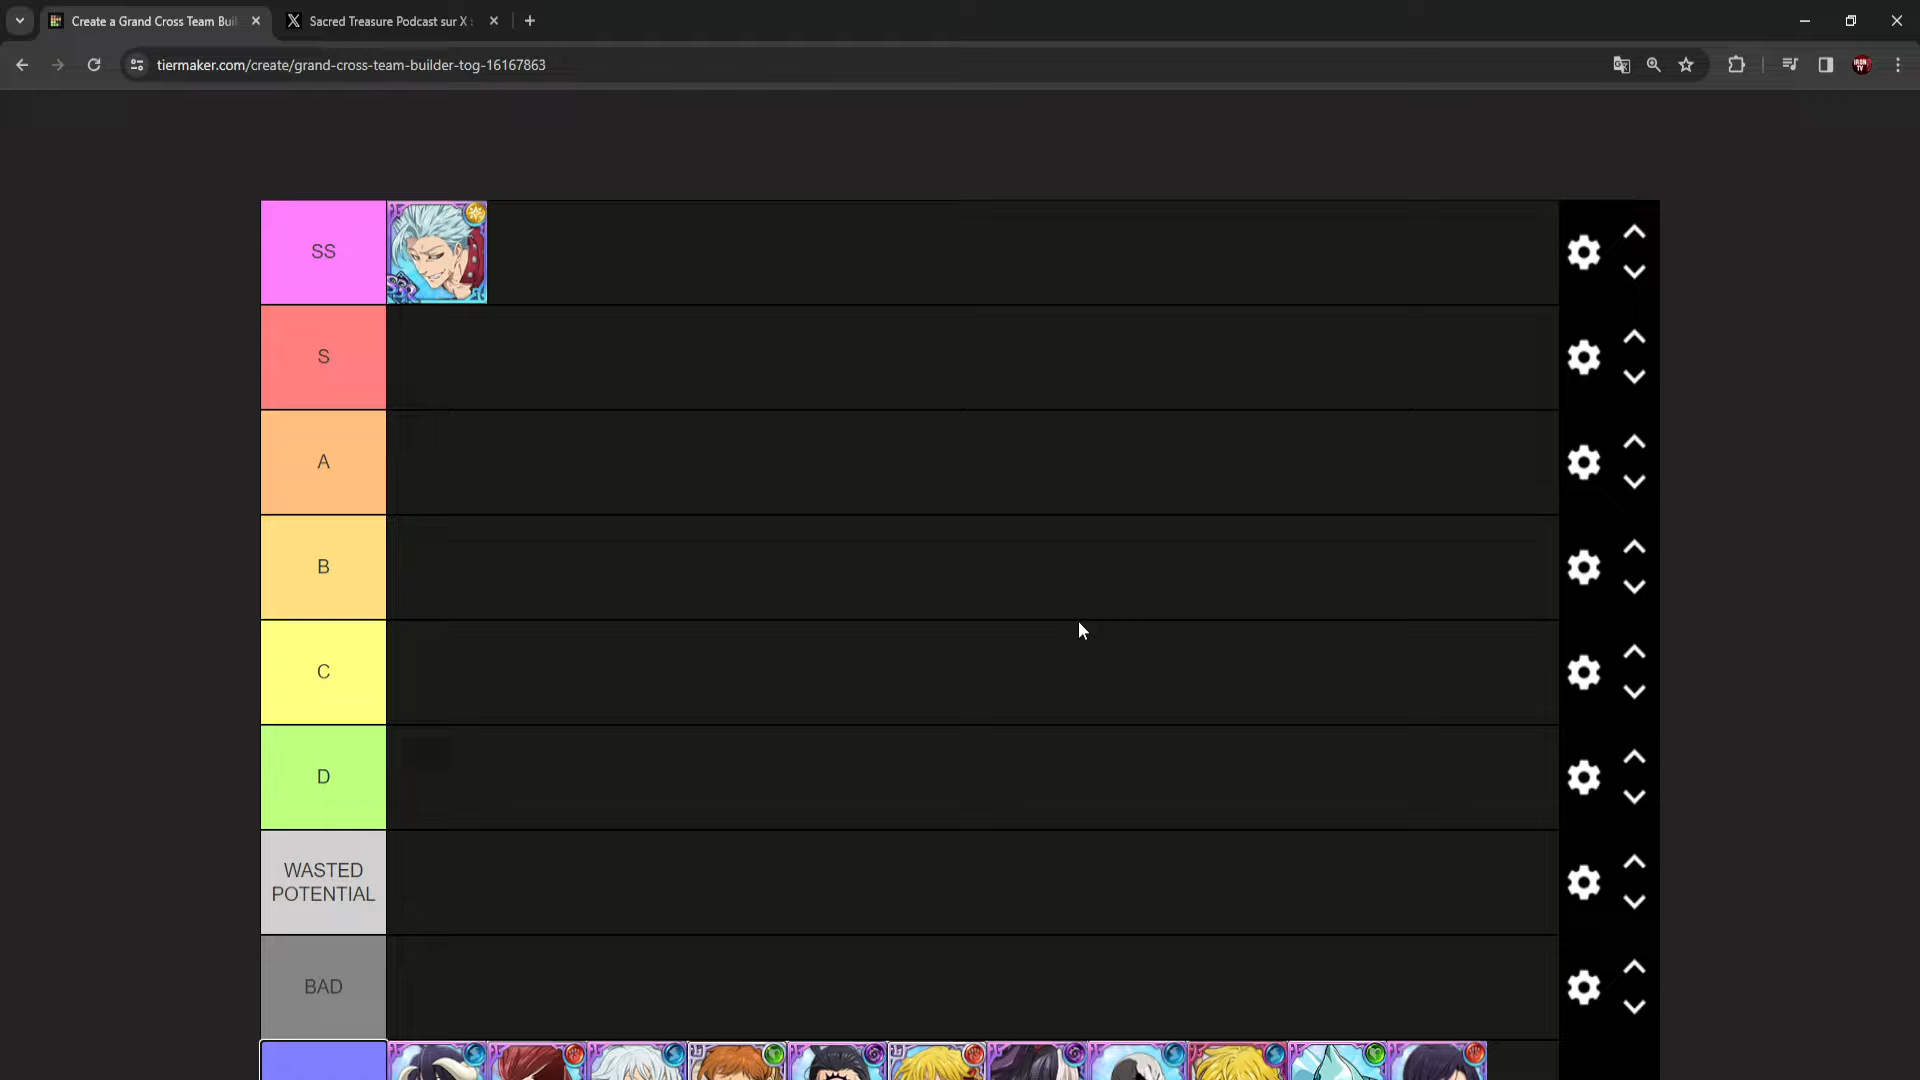 Create a Grand Cross Team Buil
Sacred Treasure Podcast sur X :
tiermaker.com/create/grand-cross-team-builder-tog-16167863
SS
S
A
B
C
D
WASTED
POTENTIAL
BAD